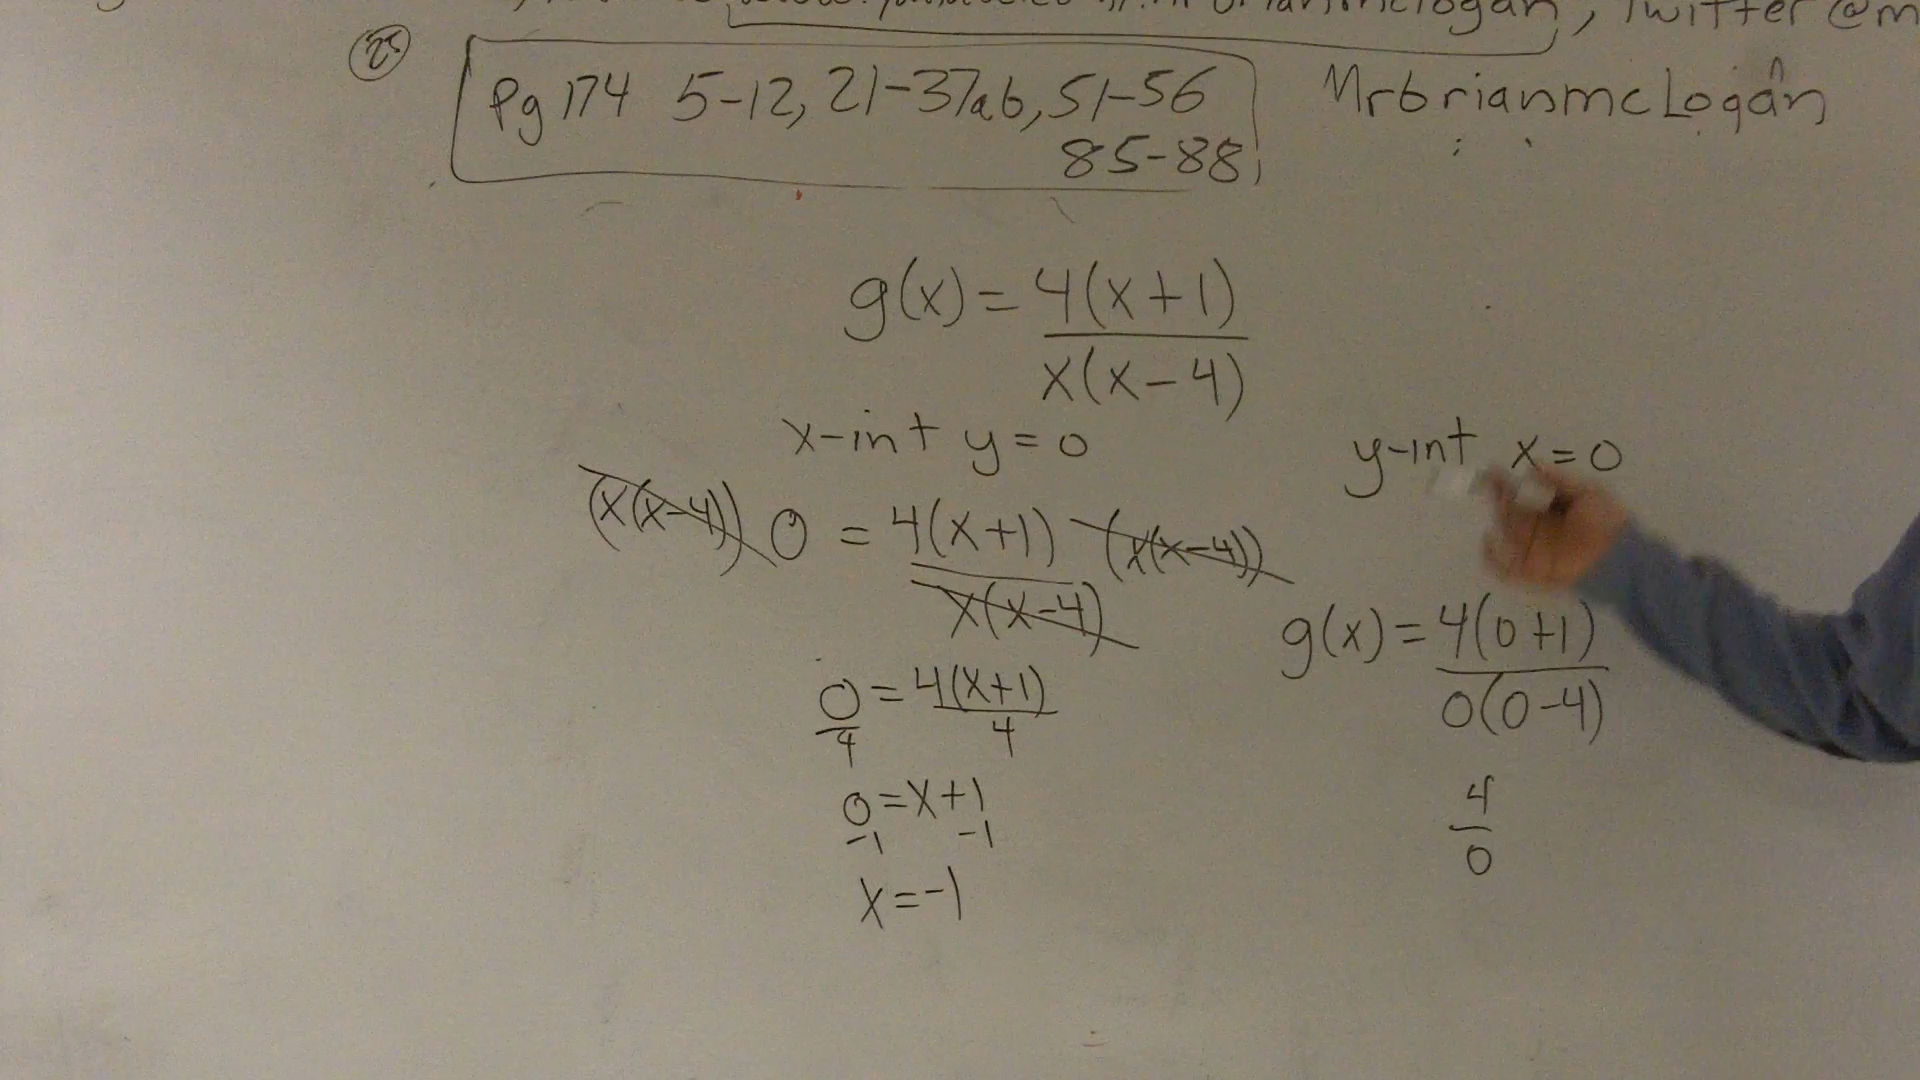 brianmclogan, Twitter @m
25
Pg 174 5-12, 21-37ab, 51-56
85-88
MrbrianmcLogan
g(x) = 4(x+1)
x(x-4)
x-int y=0
(x(x-4)) 0 = 4(x+1) (x(x-4))
x(x-4)
0 = 4(x+1)
4 4
0 = x+1
-1 -1
x = -1
y-int x=0
g(x) = 4(0+1)
0(0-4)
4
0